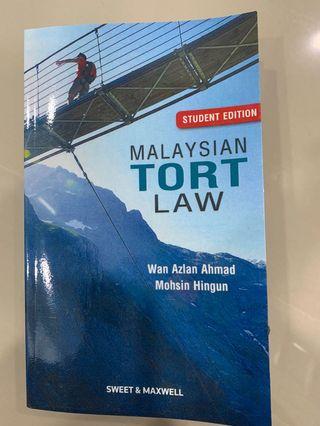 STUDENT EDITION
MALAYSIAN
TORT
LAW
Wan Azlan Ahmad
Mohsin Hingun
SWEET & MAXWELL